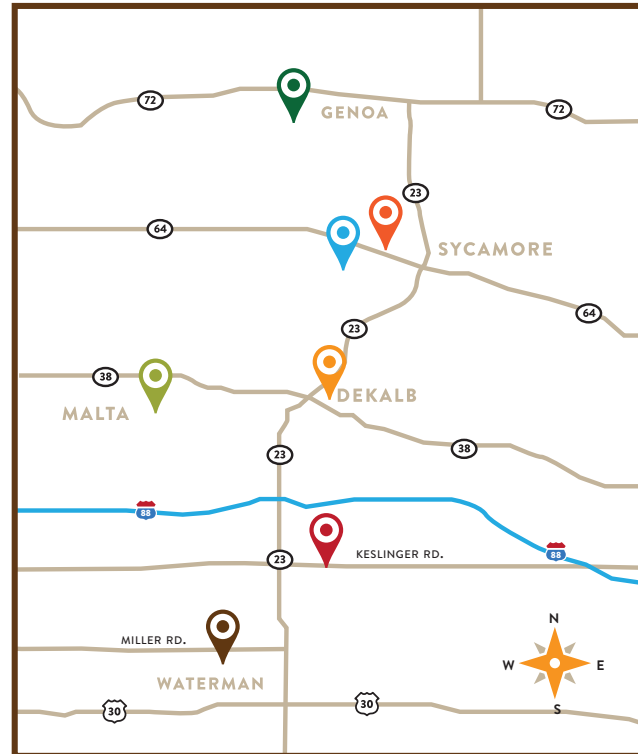 72
GENOA
72
23
64
SYCAMORE
64
23
38
DEKALB
MALTA
38
23
88
88
23
KESLINGER RD.
N
MILLER RD.
W
E
WATERMAN
S
30
30